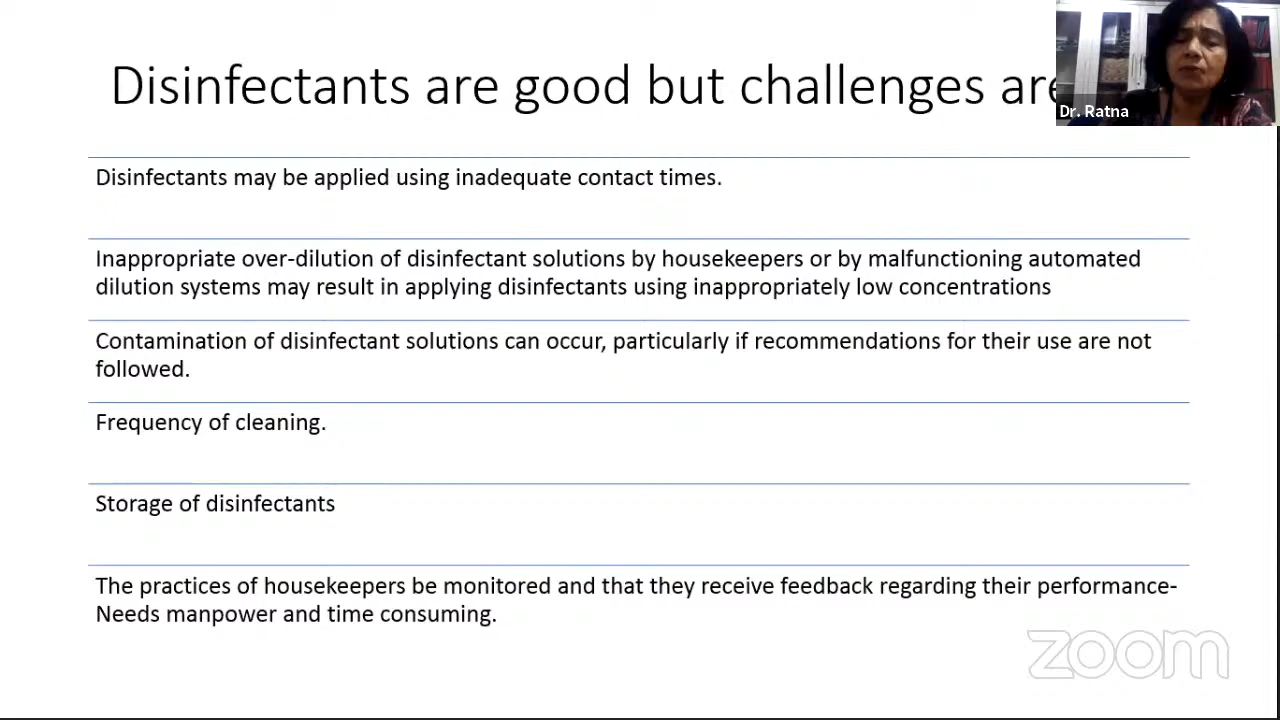 Disinfectants are good but challenges are
Dr. Ratna
Disinfectants may be applied using inadequate contact times.
Inappropriate over-dilution of disinfectant solutions by housekeepers or by malfunctioning automated
dilution systems may result in applying disinfectants using inappropriately low concentrations
Contamination of disinfectant solutions can occur, particularly if recommendations for their use are not
followed.
Frequency of cleaning.
Storage of disinfectants
The practices of housekeepers be monitored and that they receive feedback regarding their performance-
Needs manpower and time consuming.
zoom